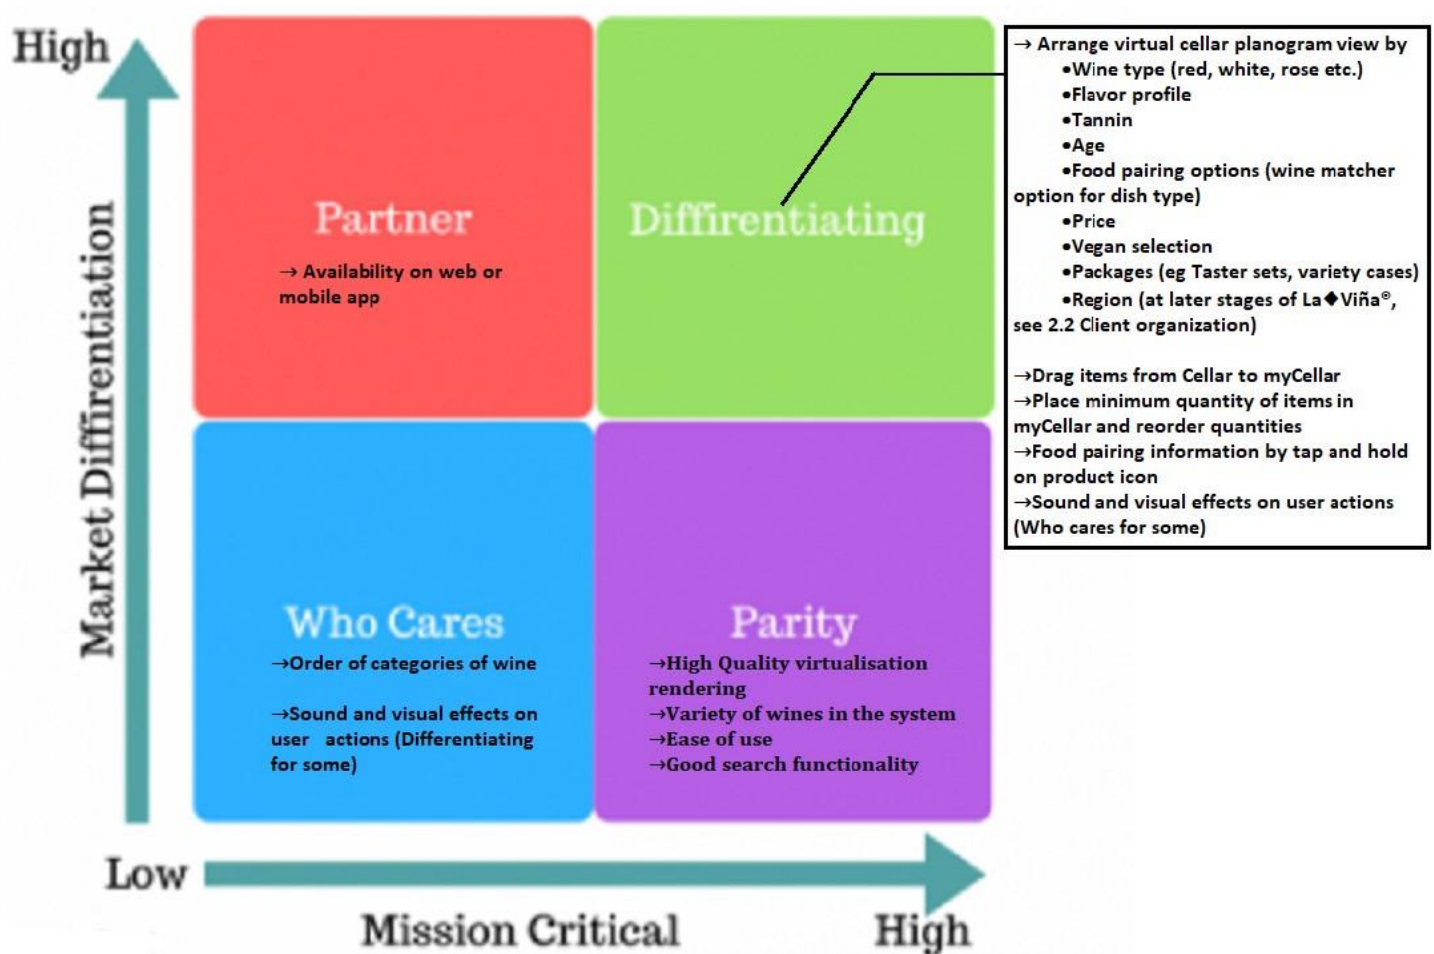 High
Market Diffirentiation
Partner
→ Availability on web or
mobile app
Diffirentiating
→ Arrange virtual cellar planogram view by
•Wine type (red, white, rose etc.)
•Flavor profile
•Tannin
•Age
•Food pairing options (wine matcher
option for dish type)
•Price
•Vegan selection
•Packages (eg Taster sets, variety cases)
•Region (at later stages of La◆Viña®,
see 2.2 Client organization)
→Drag items from Cellar to myCellar
→Place minimum quantity of items in
myCellar and reorder quantities
→Food pairing information by tap and hold
on product icon
→Sound and visual effects on user actions
(Who cares for some)
Who Cares
→Order of categories of wine
→Sound and visual effects on
user actions (Differentiating
for some)
Parity
→High Quality virtualisation
rendering
→Variety of wines in the system
→Ease of use
→Good search functionality
Low
Mission Critical
High